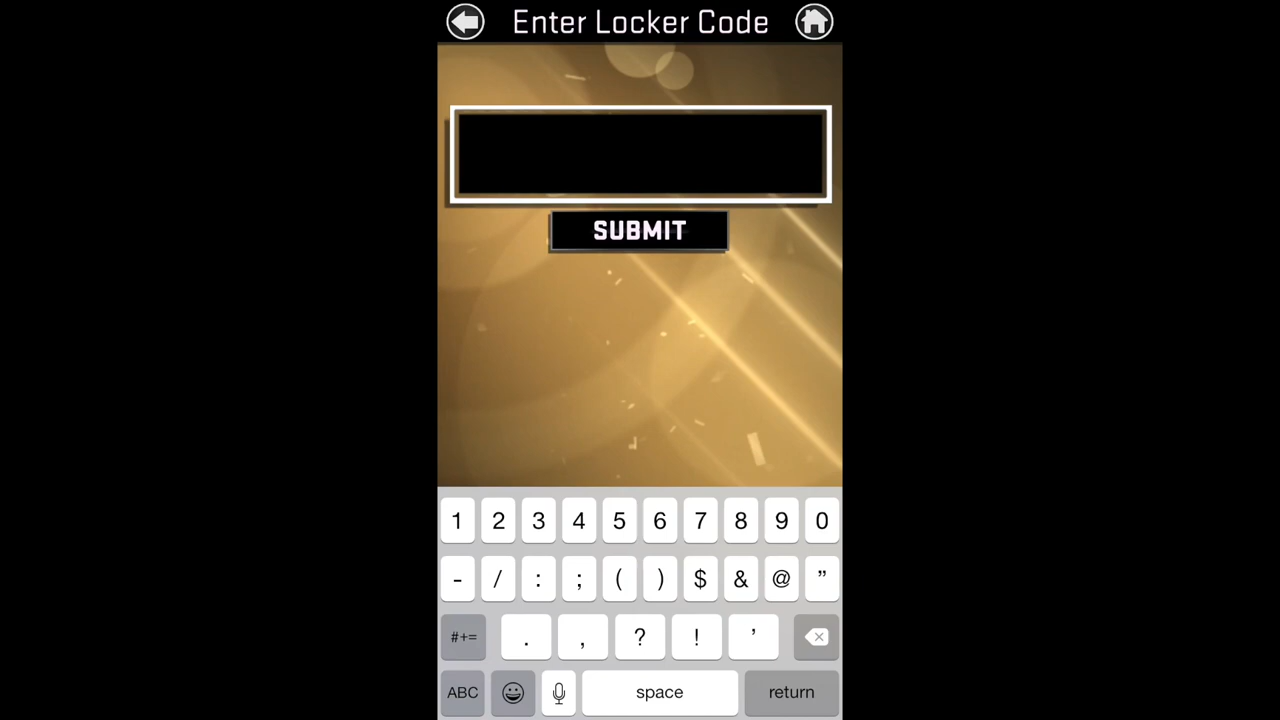 Enter Locker Code
SUBMIT
1 2 3 4 5 6 7 8 9 0
- / : ; ( ) $ & @ ”
#+= . , ? ! ’
ABC space return